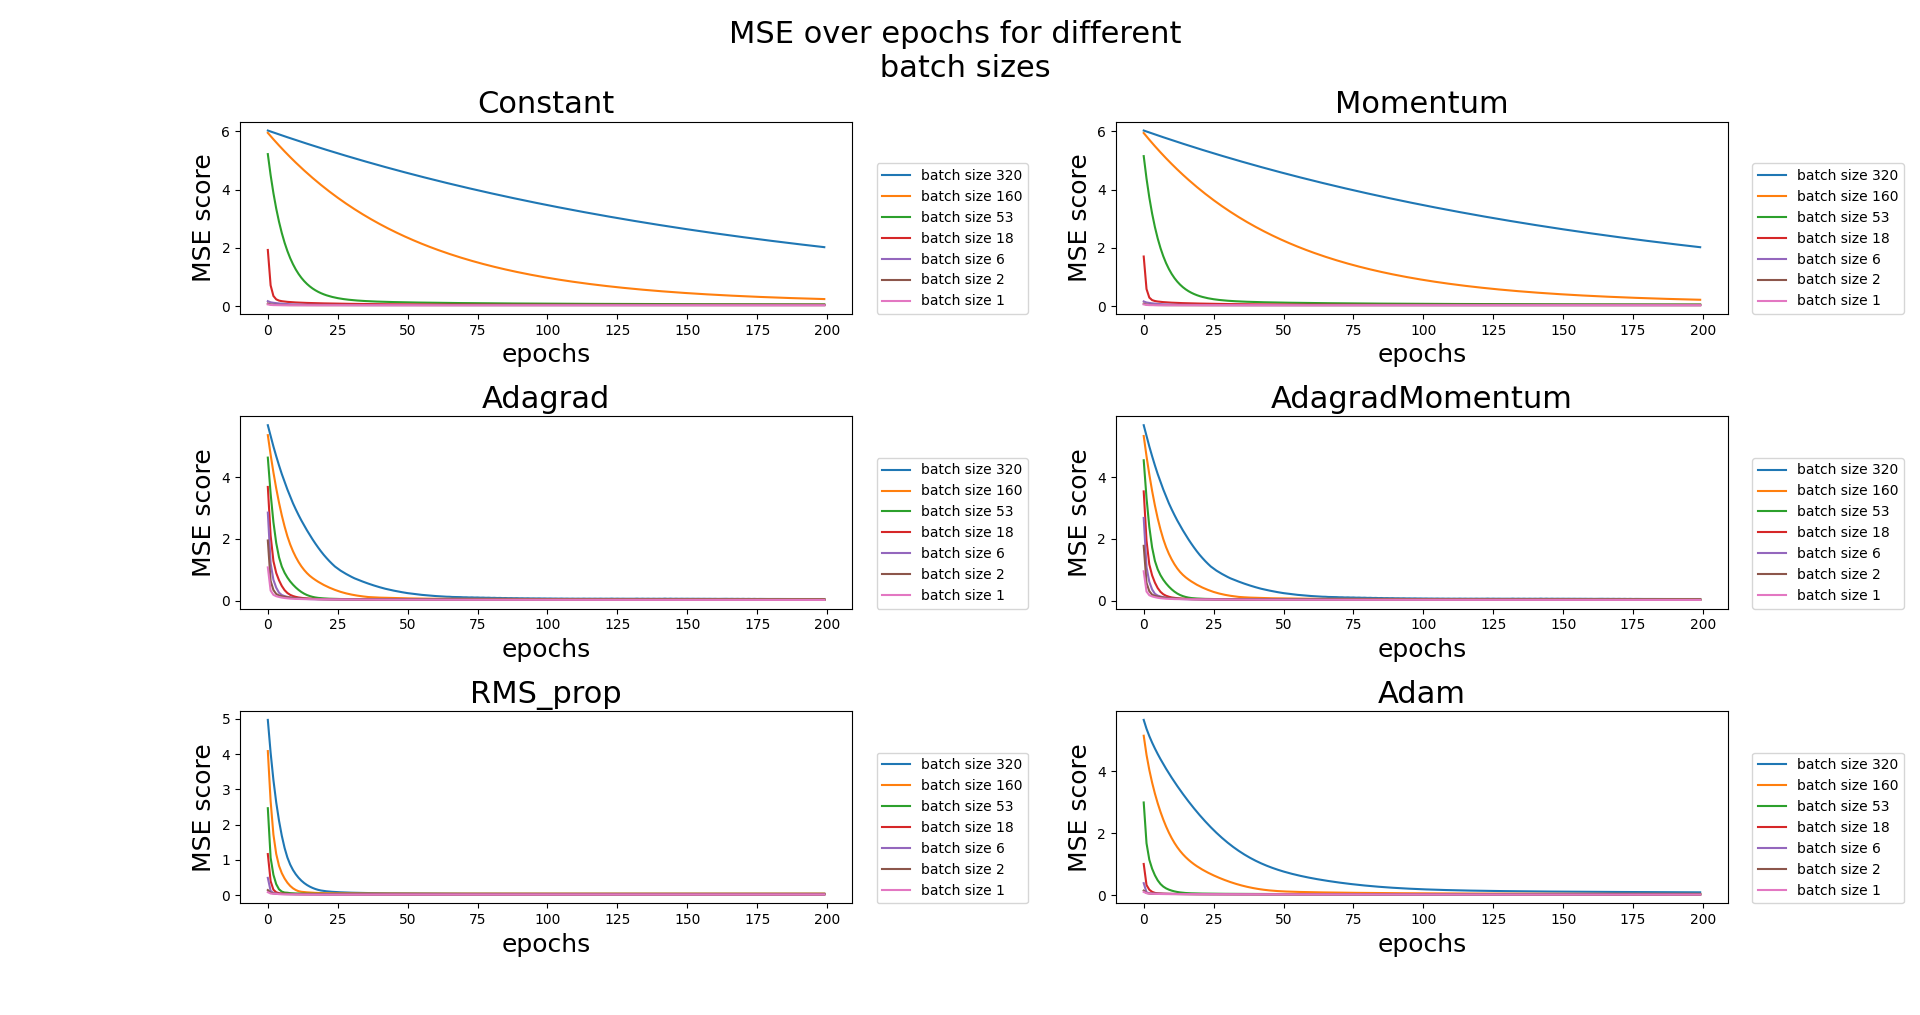 MSE over epochs for different
batch sizes
Constant
MSE score
6
4
2
0
0 25 50 75 100 125 150 175 200
epochs
batch size 320
batch size 160
batch size 53
batch size 18
batch size 6
batch size 2
batch size 1
Momentum
MSE score
6
4
2
0
0 25 50 75 100 125 150 175 200
epochs
batch size 320
batch size 160
batch size 53
batch size 18
batch size 6
batch size 2
batch size 1
Adagrad
MSE score
4
2
0
0 25 50 75 100 125 150 175 200
epochs
batch size 320
batch size 160
batch size 53
batch size 18
batch size 6
batch size 2
batch size 1
AdagradMomentum
MSE score
4
2
0
0 25 50 75 100 125 150 175 200
epochs
batch size 320
batch size 160
batch size 53
batch size 18
batch size 6
batch size 2
batch size 1
RMS_prop
MSE score
5
4
3
2
1
0
0 25 50 75 100 125 150 175 200
epochs
batch size 320
batch size 160
batch size 53
batch size 18
batch size 6
batch size 2
batch size 1
Adam
MSE score
4
2
0
0 25 50 75 100 125 150 175 200
epochs
batch size 320
batch size 160
batch size 53
batch size 18
batch size 6
batch size 2
batch size 1